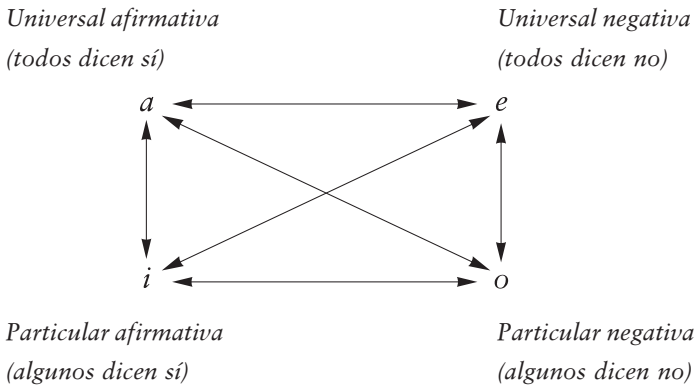 Universal afirmativa Universal negativa
(todos dicen sí) (todos dicen no)
a e
i o
Particular afirmativa Particular negativa
(algunos dicen sí) (algunos dicen no)